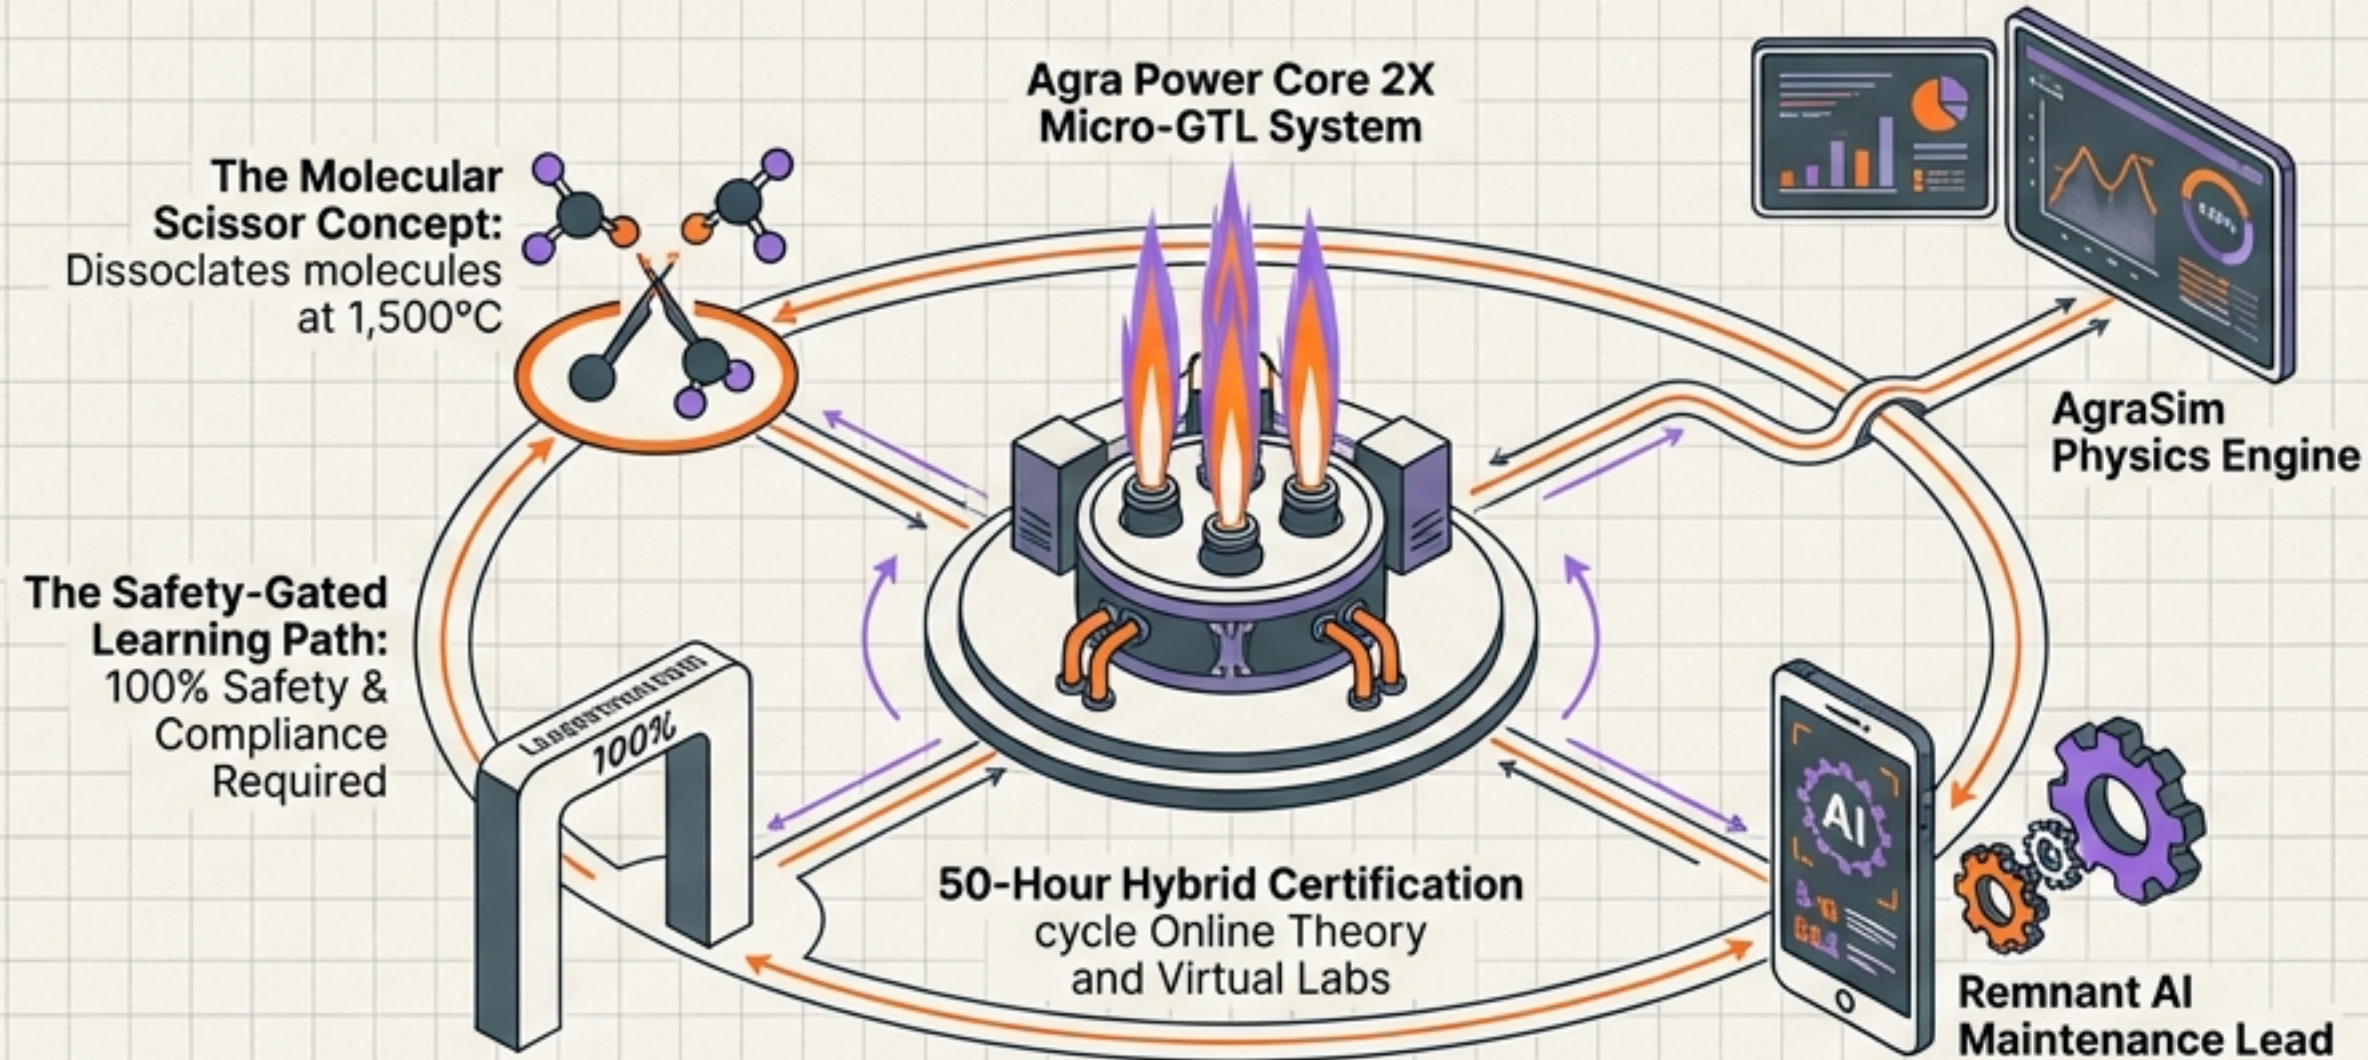 Agra Power Core 2X
Micro-GTL System
The Molecular
Scissor Concept:
Dissoclates molecules
at 1,500°C
AgraSim
Physics Engine
The Safety-Gated
Learning Path:
100% Safety &
Compliance
Required
100%
AI
50-Hour Hybrid Certification
cycle Online Theory
and Virtual Labs
Remnant AI
Maintenance Lead